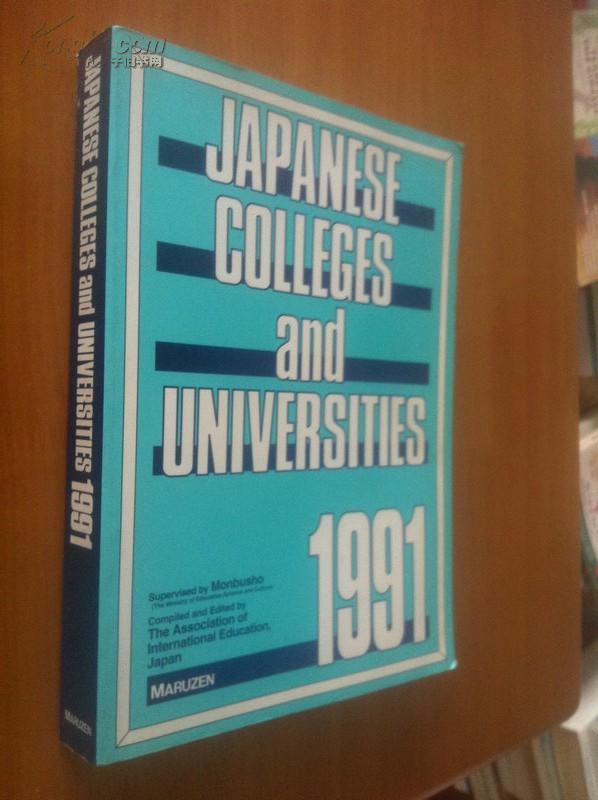 JAPANESE
COLLEGES
and
UNIVERSITIES
1991
Supervised by Monbusho
(The Ministry of Education Science and Culture)
Compiled and Edited by
The Association of
International Education,
Japan
MARUZEN
JAPANESE COLLEGES and UNIVERSITIES 1991
MARUZEN